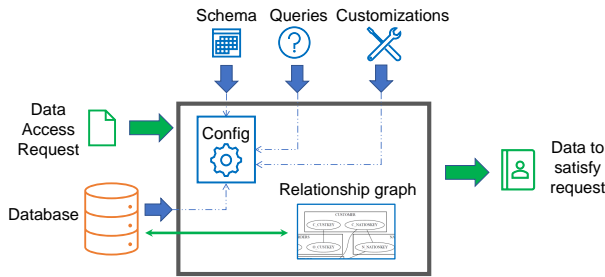 Schema Queries Customizations
Data
Access
Request
Config
Data to
satisfy
request
Relationship graph
Database
CUSTOMER
C_CUSTKEY C_NATIONKEY
O_CUSTKEY N_NATIONKEY